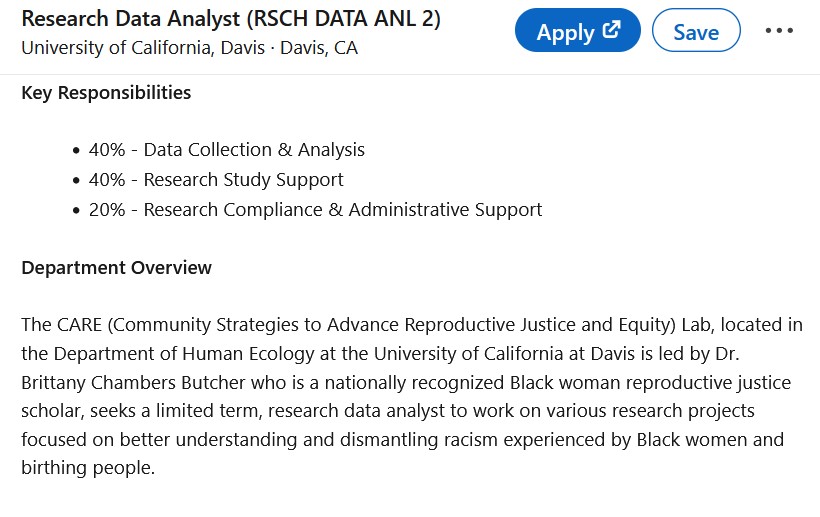 Research Data Analyst (RSCH DATA ANL 2)
University of California, Davis · Davis, CA
Apply
Save
Key Responsibilities
• 40% - Data Collection & Analysis
• 40% - Research Study Support
• 20% - Research Compliance & Administrative Support
Department Overview
The CARE (Community Strategies to Advance Reproductive Justice and Equity) Lab, located in
the Department of Human Ecology at the University of California at Davis is led by Dr.
Brittany Chambers Butcher who is a nationally recognized Black woman reproductive justice
scholar, seeks a limited term, research data analyst to work on various research projects
focused on better understanding and dismantling racism experienced by Black women and
birthing people.